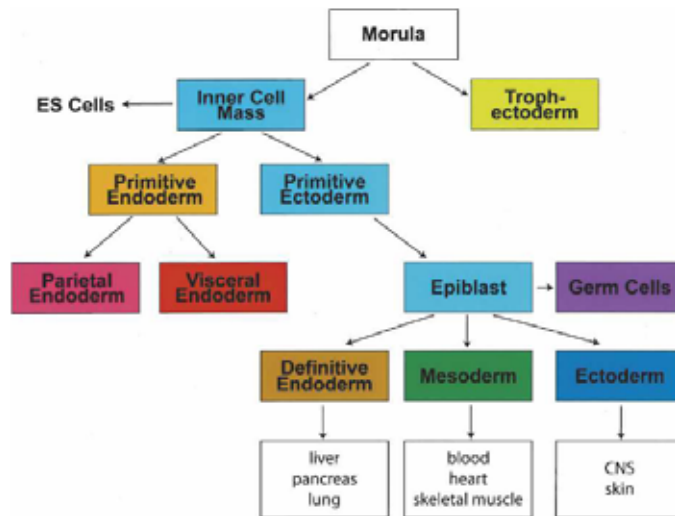 Morula
ES Cells
Inner Cell
Mass
Troph-
ectoderm
Primitive
Endoderm
Primitive
Ectoderm
Parietal
Endoderm
Visceral
Endoderm
Epiblast
Germ Cells
Definitive
Endoderm
Mesoderm
Ectoderm
liver
pancreas
lung
blood
heart
skeletal muscle
CNS
skin